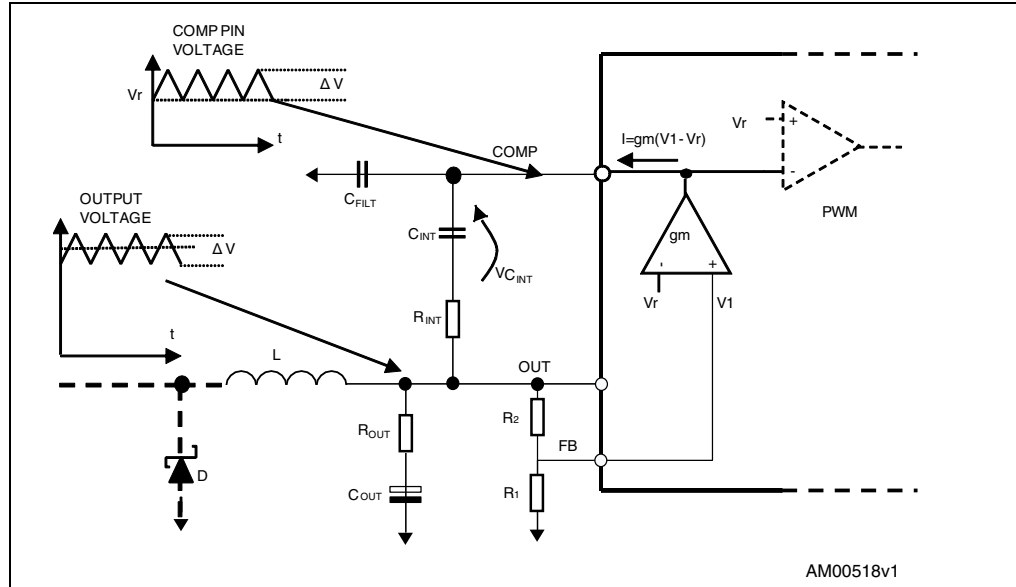 COMP PIN
VOLTAGE
Vr
ΔV
t
COMP
I=gm(V1-Vr)
Vr
+
-
PWM
CFILT
OUTPUT
VOLTAGE
ΔV
t
CINT
VCINT
gm
-
+
Vr
V1
RINT
L
OUT
D
ROUT
COUT
R2
FB
R1
AM00518v1